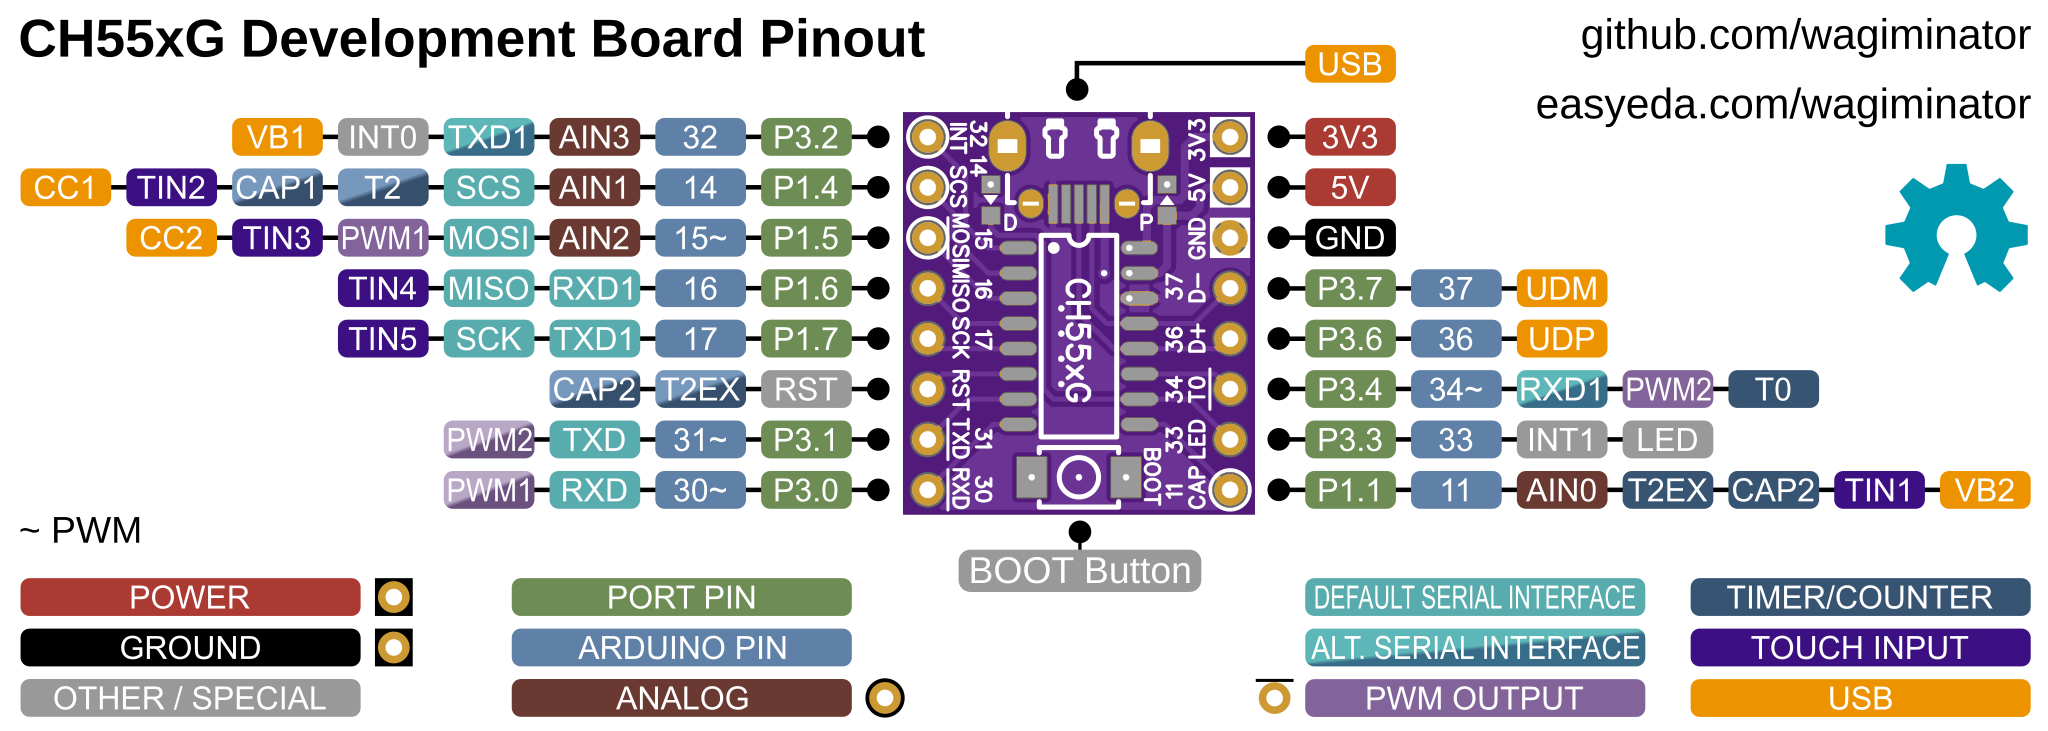 CH55xG Development Board Pinout
github.com/wagiminator
easyeda.com/wagiminator
USB
VB1 INT0 TXD1 AIN3 32 P3.2
CC1 TIN2 CAP1 T2 SCS AIN1 14 P1.4
CC2 TIN3 PWM1 MOSI AIN2 15~ P1.5
TIN4 MISO RXD1 16 P1.6
TIN5 SCK TXD1 17 P1.7
CAP2 T2EX RST
PWM2 TXD 31~ P3.1
PWM1 RXD 30~ P3.0
32 14 15 16 17 31 30
INT SCS MOSI MISO SCK RST TXD RXD
D
P
CH55xG
BOOT
37 36 34 33 11
3V3 5V GND D- D+ T0 LED CAP
3V3
5V
GND
P3.7 37 UDM
P3.6 36 UDP
P3.4 34~ RXD1 PWM2 T0
P3.3 33 INT1 LED
P1.1 11 AIN0 T2EX CAP2 TIN1 VB2
BOOT Button
~ PWM
POWER
GROUND
OTHER / SPECIAL
PORT PIN
ARDUINO PIN
ANALOG
DEFAULT SERIAL INTERFACE
ALT. SERIAL INTERFACE
PWM OUTPUT
TIMER/COUNTER
TOUCH INPUT
USB